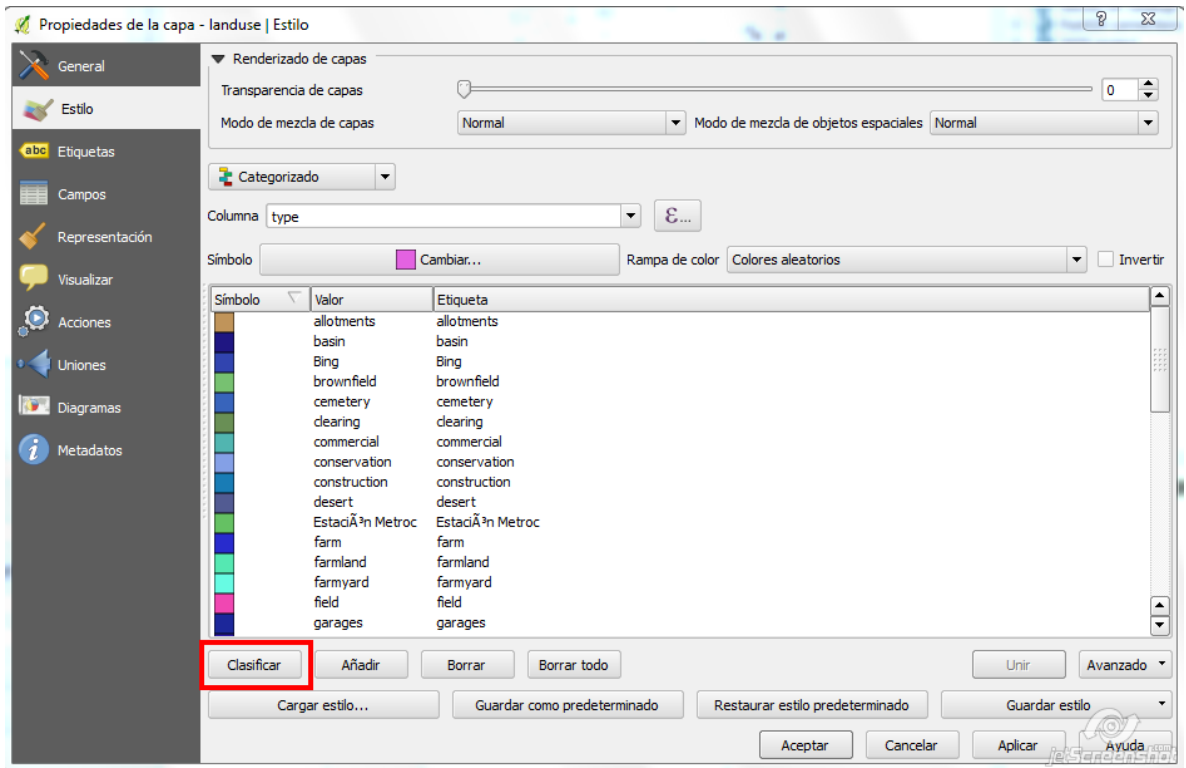 Propiedades de la capa - landuse | Estilo
General
Estilo
abc Etiquetas
Campos
Representación
Visualizar
Acciones
Uniones
Diagramas
Metadatos
Renderizado de capas
Transparencia de capas 0
Modo de mezcla de capas Normal Modo de mezcla de objetos espaciales Normal
Categorizado
Columna type ε...
Símbolo Cambiar... Rampa de color Colores aleatorios Invertir
Símbolo Valor Etiqueta
allotments allotments
basin basin
Bing Bing
brownfield brownfield
cemetery cemetery
clearing clearing
commercial commercial
conservation conservation
construction construction
desert desert
EstaciÃ³n Metroc EstaciÃ³n Metroc
farm farm
farmland farmland
farmyard farmyard
field field
garages garages
Clasificar Añadir Borrar Borrar todo Unir Avanzado
Cargar estilo... Guardar como predeterminado Restaurar estilo predeterminado Guardar estilo
Aceptar Cancelar Aplicar Ayuda
jetScreenshot